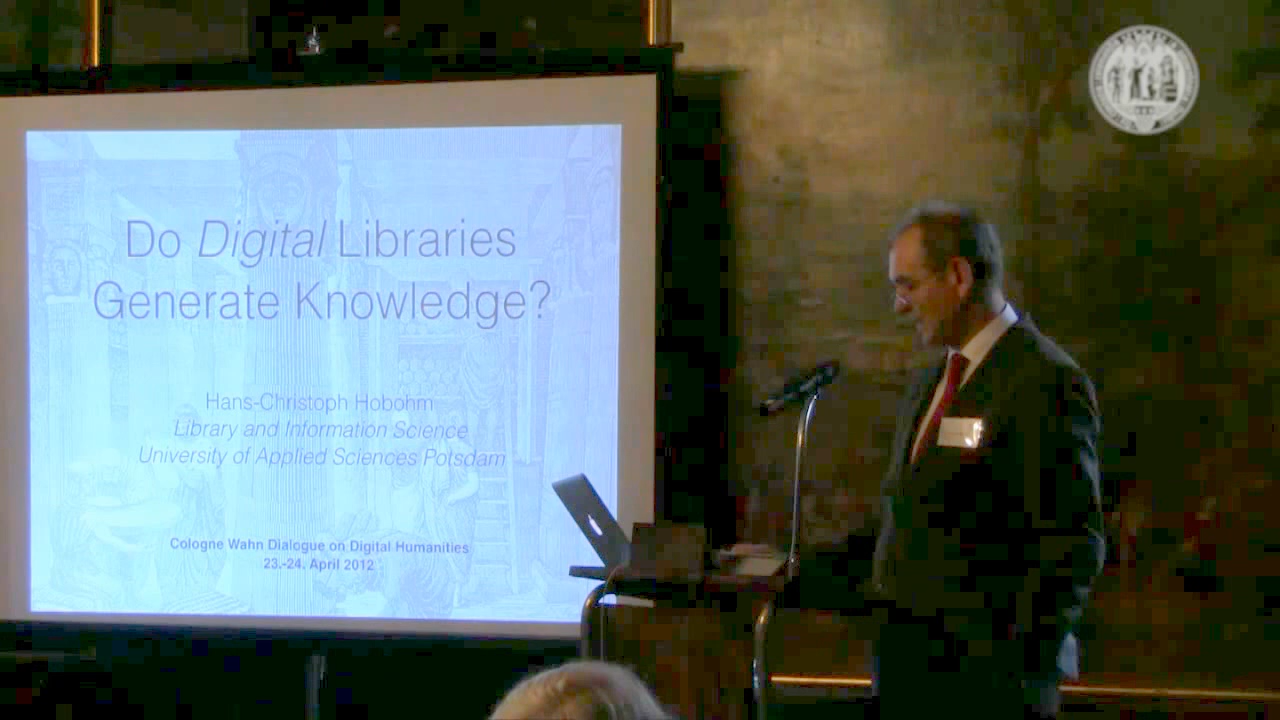 Do Digital Libraries
Generate Knowledge?
Hans-Christoph Hobohm
Library and Information Science
University of Applied Sciences Potsdam
Cologne Wahn Dialogue on Digital Humanities
23.-24. April 2012